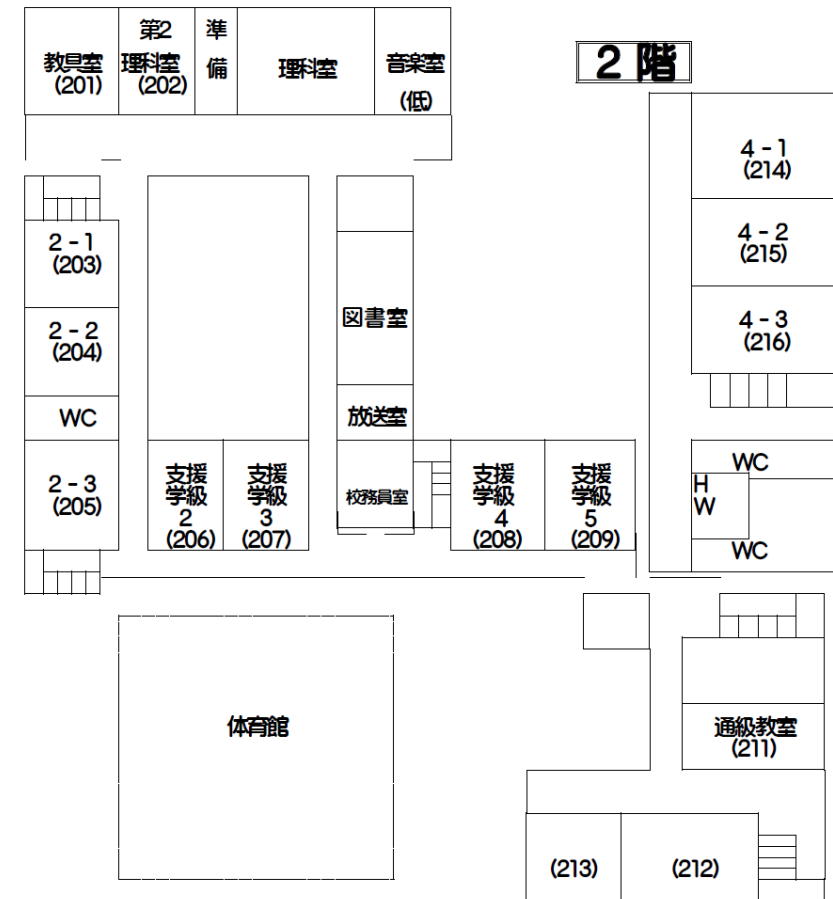 2 階
教具室
(201)
第2
理科室
(202)
準
備
理科室
音楽室
(低)
4 - 1
(214)
4 - 2
(215)
4 - 3
(216)
2 - 1
(203)
2 - 2
(204)
WC
2 - 3
(205)
図書室
放送室
校務員室
支援
学級
2
(206)
支援
学級
3
(207)
支援
学級
4
(208)
支援
学級
5
(209)
WC
H
W
WC
体育館
通級教室
(211)
(213)
(212)